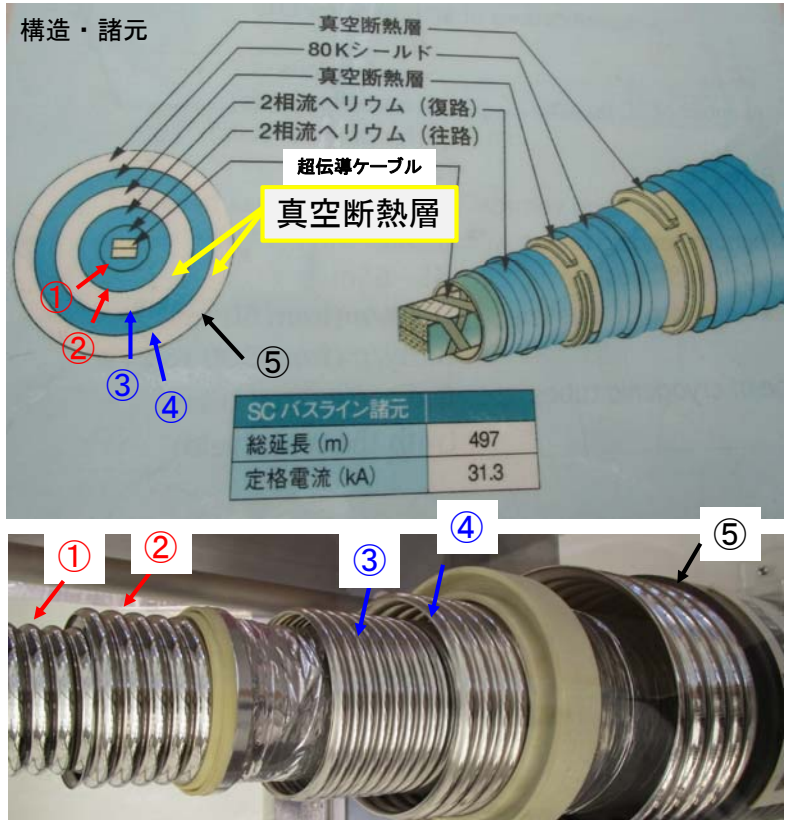 構造・諸元
真空断熱層
80Kシールド
真空断熱層
2相流ヘリウム（復路）
2相流ヘリウム（往路）
超伝導ケーブル
真空断熱層
①
②
③
④
⑤
SCバスライン諸元
総延長(m) 497
定格電流(kA) 31.3
①
②
③
④
⑤